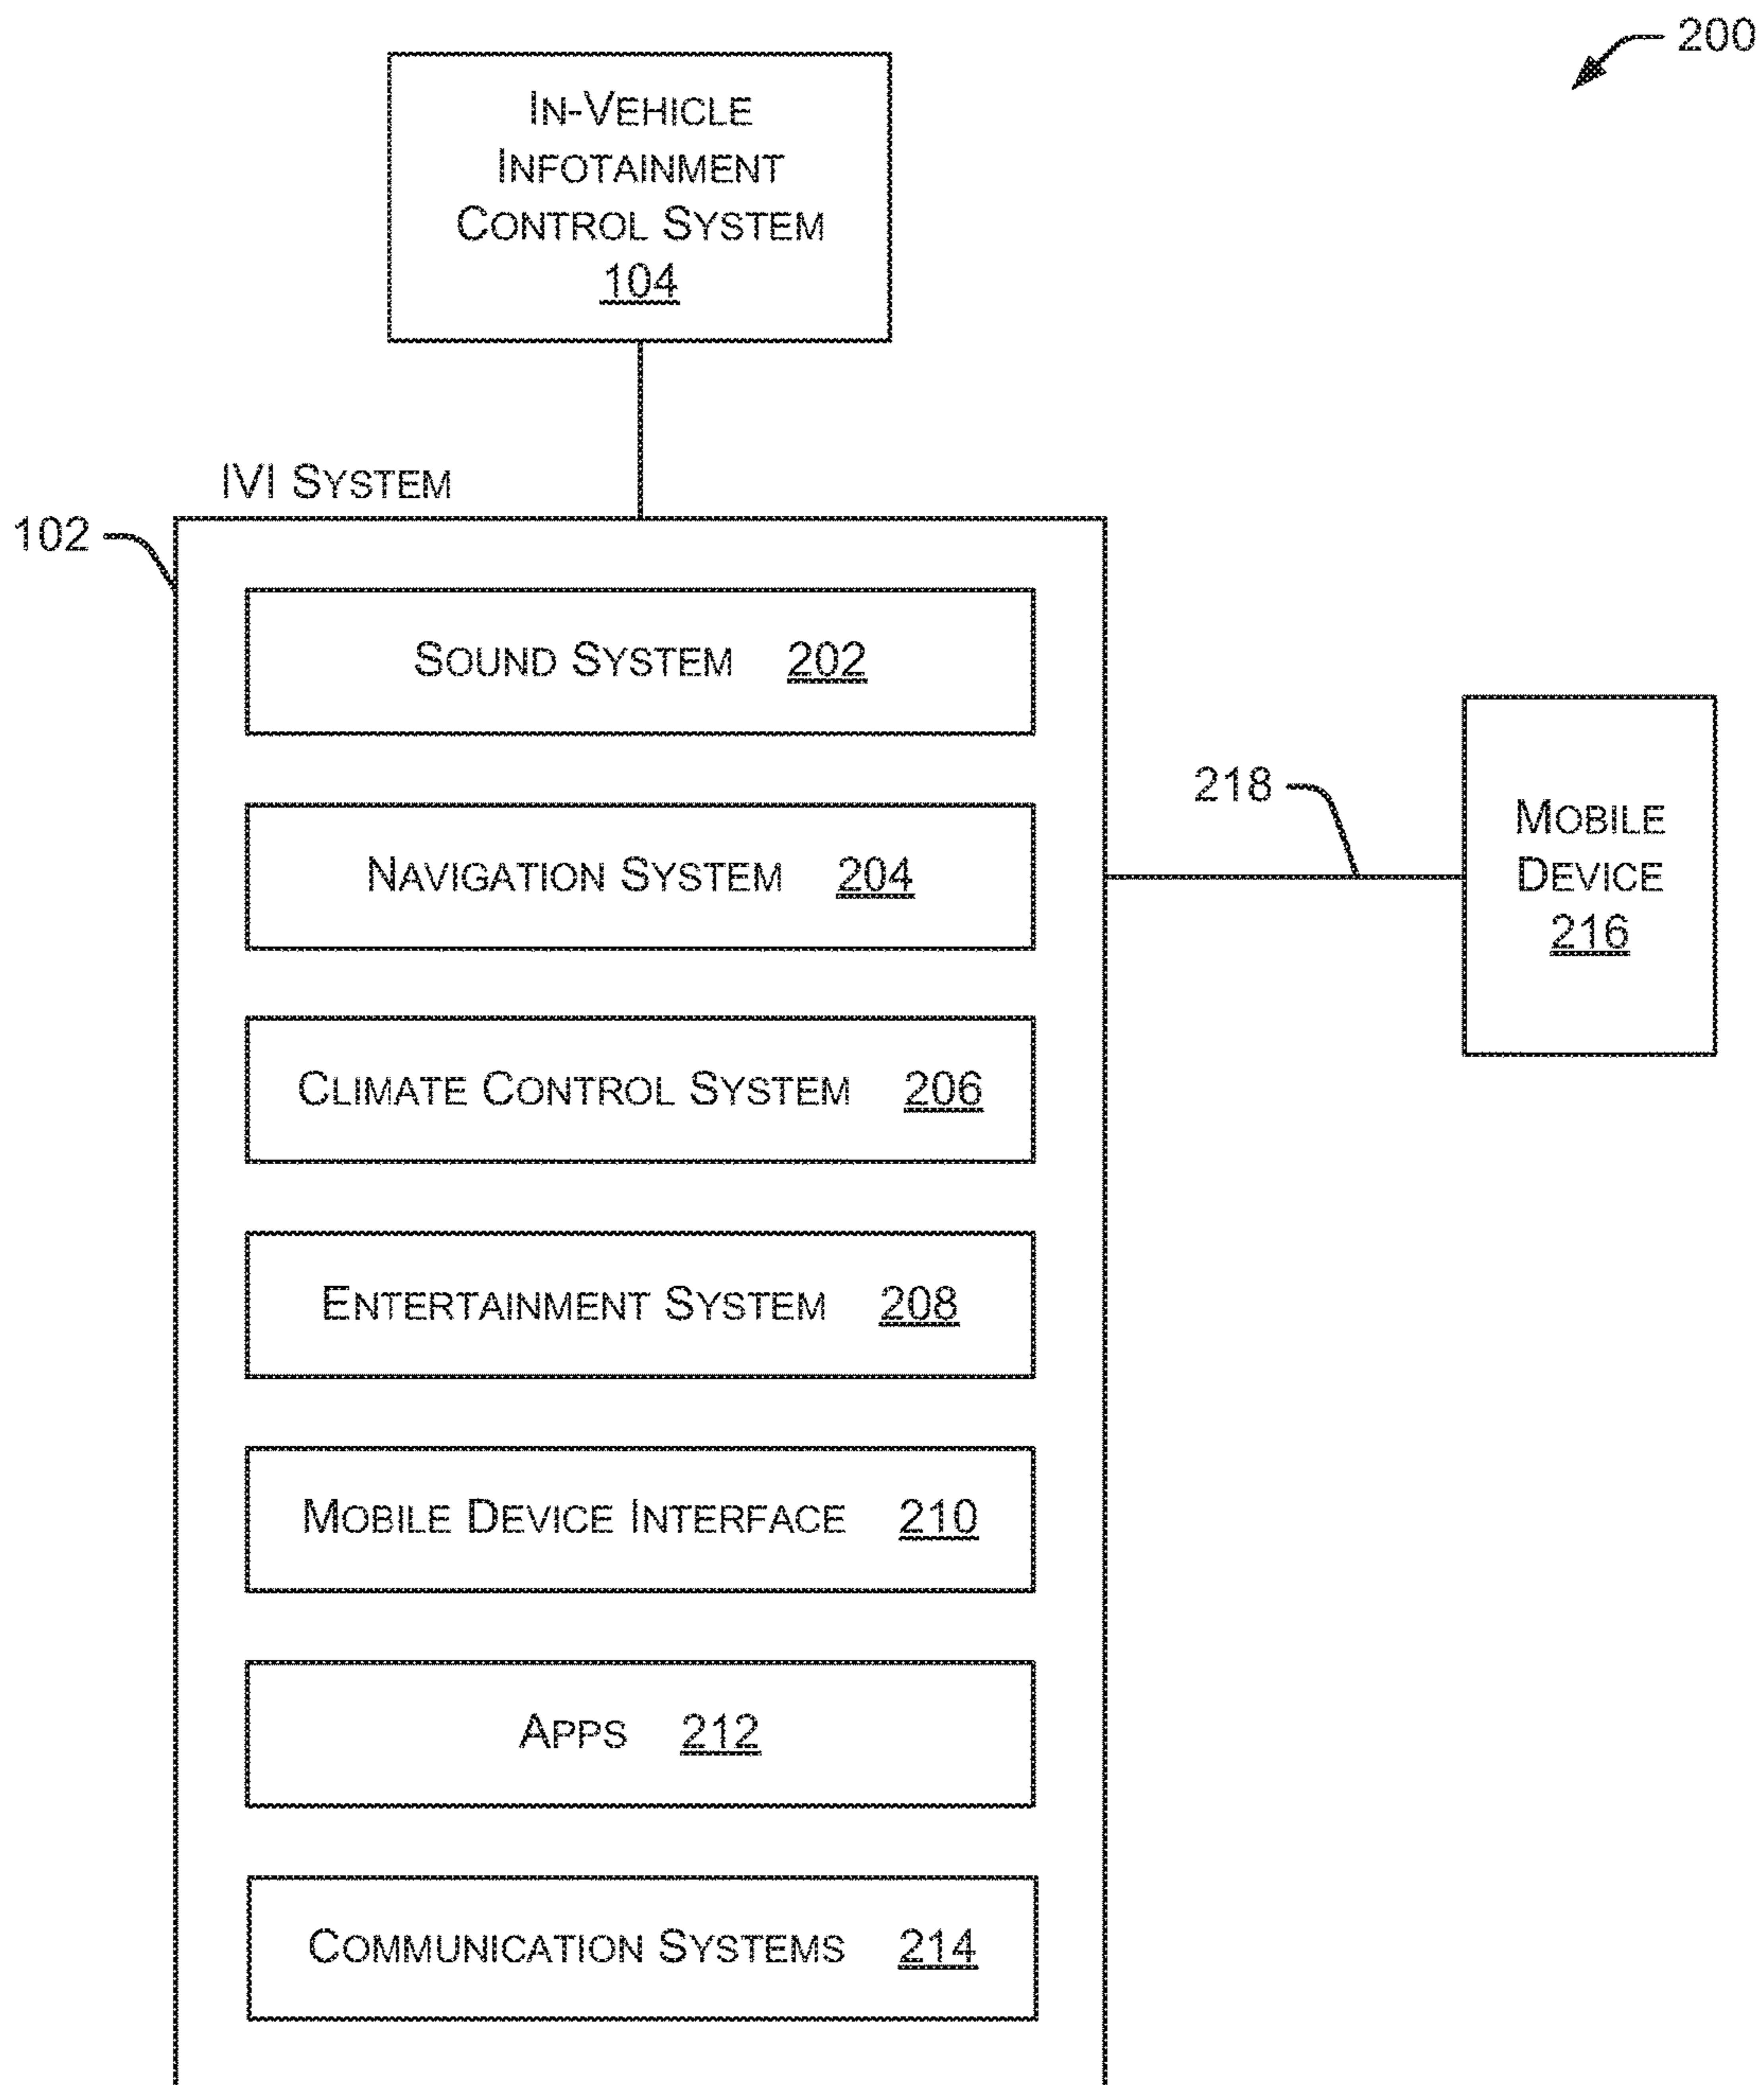 200
IN-VEHICLE
INFOTAINMENT
CONTROL SYSTEM
104
IVI SYSTEM
102
SOUND SYSTEM 202
NAVIGATION SYSTEM 204
218
MOBILE
DEVICE
216
CLIMATE CONTROL SYSTEM 206
ENTERTAINMENT SYSTEM 208
MOBILE DEVICE INTERFACE 210
APPS 212
COMMUNICATION SYSTEMS 214